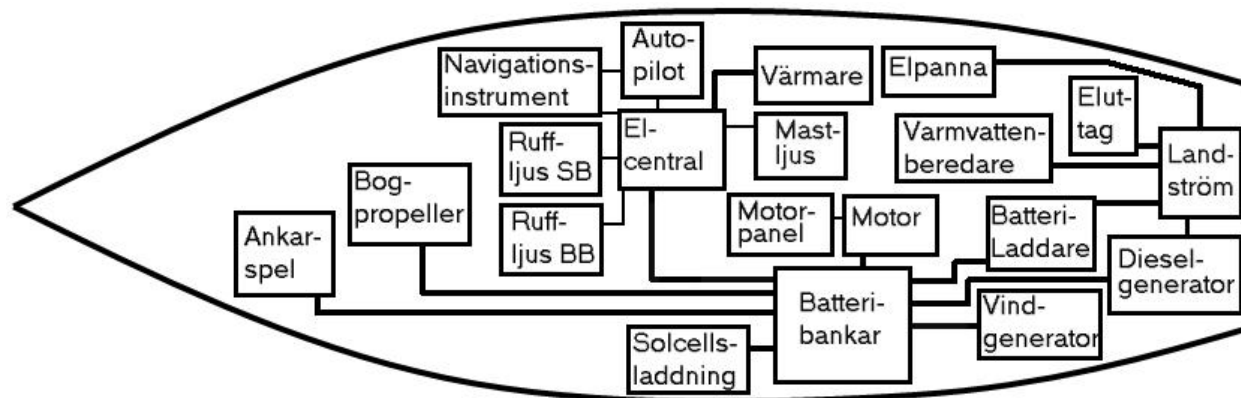 Navigations-
instrument
Auto-
pilot
Värmare
Elpanna
Elut-
tag
Ruff-
ljus SB
El-
central
Mast-
ljus
Varmvatten-
beredare
Land-
ström
Bog-
propeller
Ankar-
spel
Ruff-
ljus BB
Motor-
panel
Motor
Batteri-
Laddare
Diesel-
generator
Batteri-
bankar
Vind-
generator
Solcells-
laddning